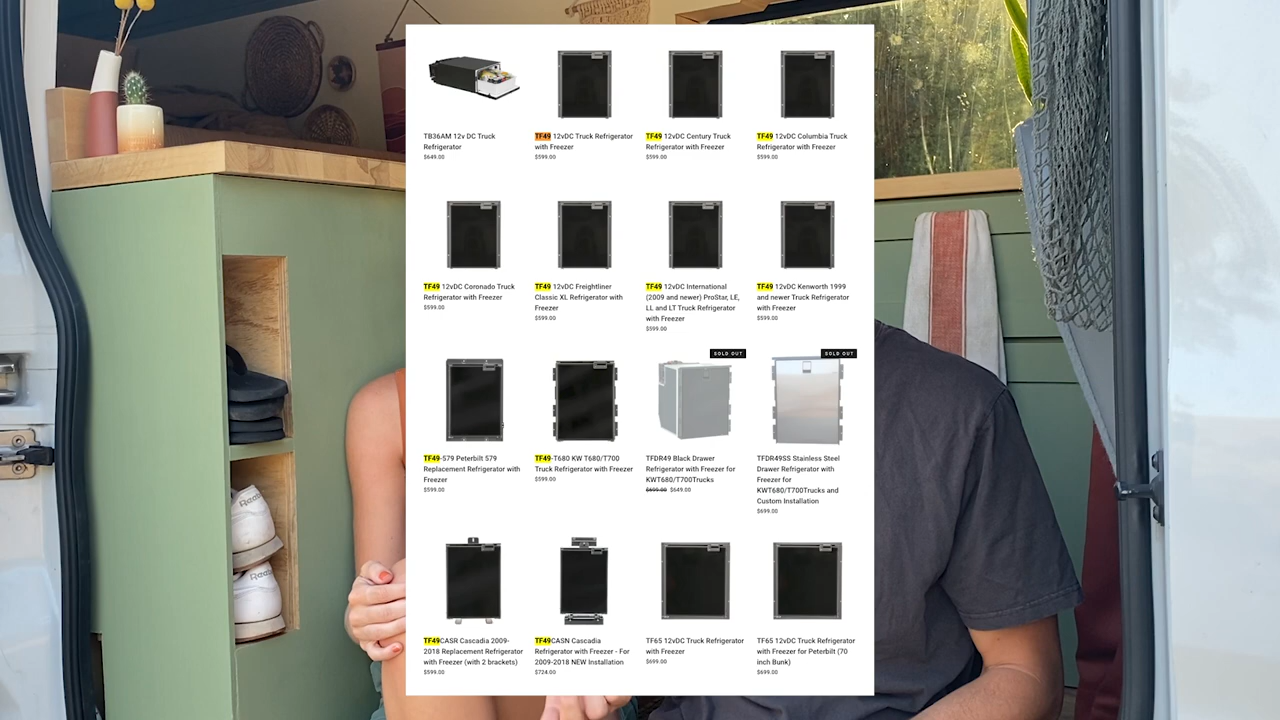 TB36AM 12v DC Truck
Refrigerator
$649.00
TF49 12vDC Truck Refrigerator
with Freezer
$599.00
TF49 12vDC Century Truck
Refrigerator with Freezer
$599.00
TF49 12vDC Columbia Truck
Refrigerator with Freezer
$599.00
TF49 12vDC Coronado Truck
Refrigerator with Freezer
$599.00
TF49 12vDC Freightliner
Classic XL Refrigerator with
Freezer
$599.00
TF49 12vDC International
(2009 and newer) ProStar, LE,
LL and LT Truck Refrigerator
with Freezer
$599.00
TF49 12vDC Kenworth 1999
and newer Truck Refrigerator
with Freezer
$599.00
TF49-579 Peterbilt 579
Replacement Refrigerator with
Freezer
$599.00
TF49-T680 KW T680/T700
Truck Refrigerator with Freezer
$599.00
SOLD OUT
TFDR49 Black Drawer
Refrigerator with Freezer for
KWT680/T700Trucks
$699.00 $649.00
SOLD OUT
TFDR49SS Stainless Steel
Drawer Refrigerator with
Freezer for
KWT680/T700Trucks and
Custom Installation
$699.00
TF49CASR Cascadia 2009-
2018 Replacement Refrigerator
with Freezer (with 2 brackets)
$599.00
TF49CASN Cascadia
Refrigerator with Freezer - For
2009-2018 NEW Installation
$724.00
TF65 12vDC Truck Refrigerator
with Freezer
$699.00
TF65 12vDC Truck Refrigerator
with Freezer for Peterbilt (70
inch Bunk)
$699.00
Reebok